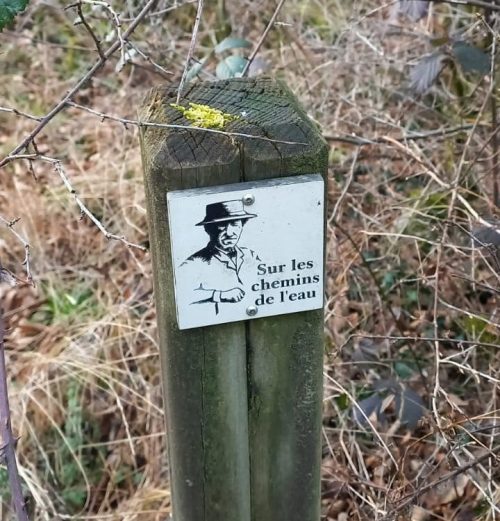 Sur les
chemins
de l'eau